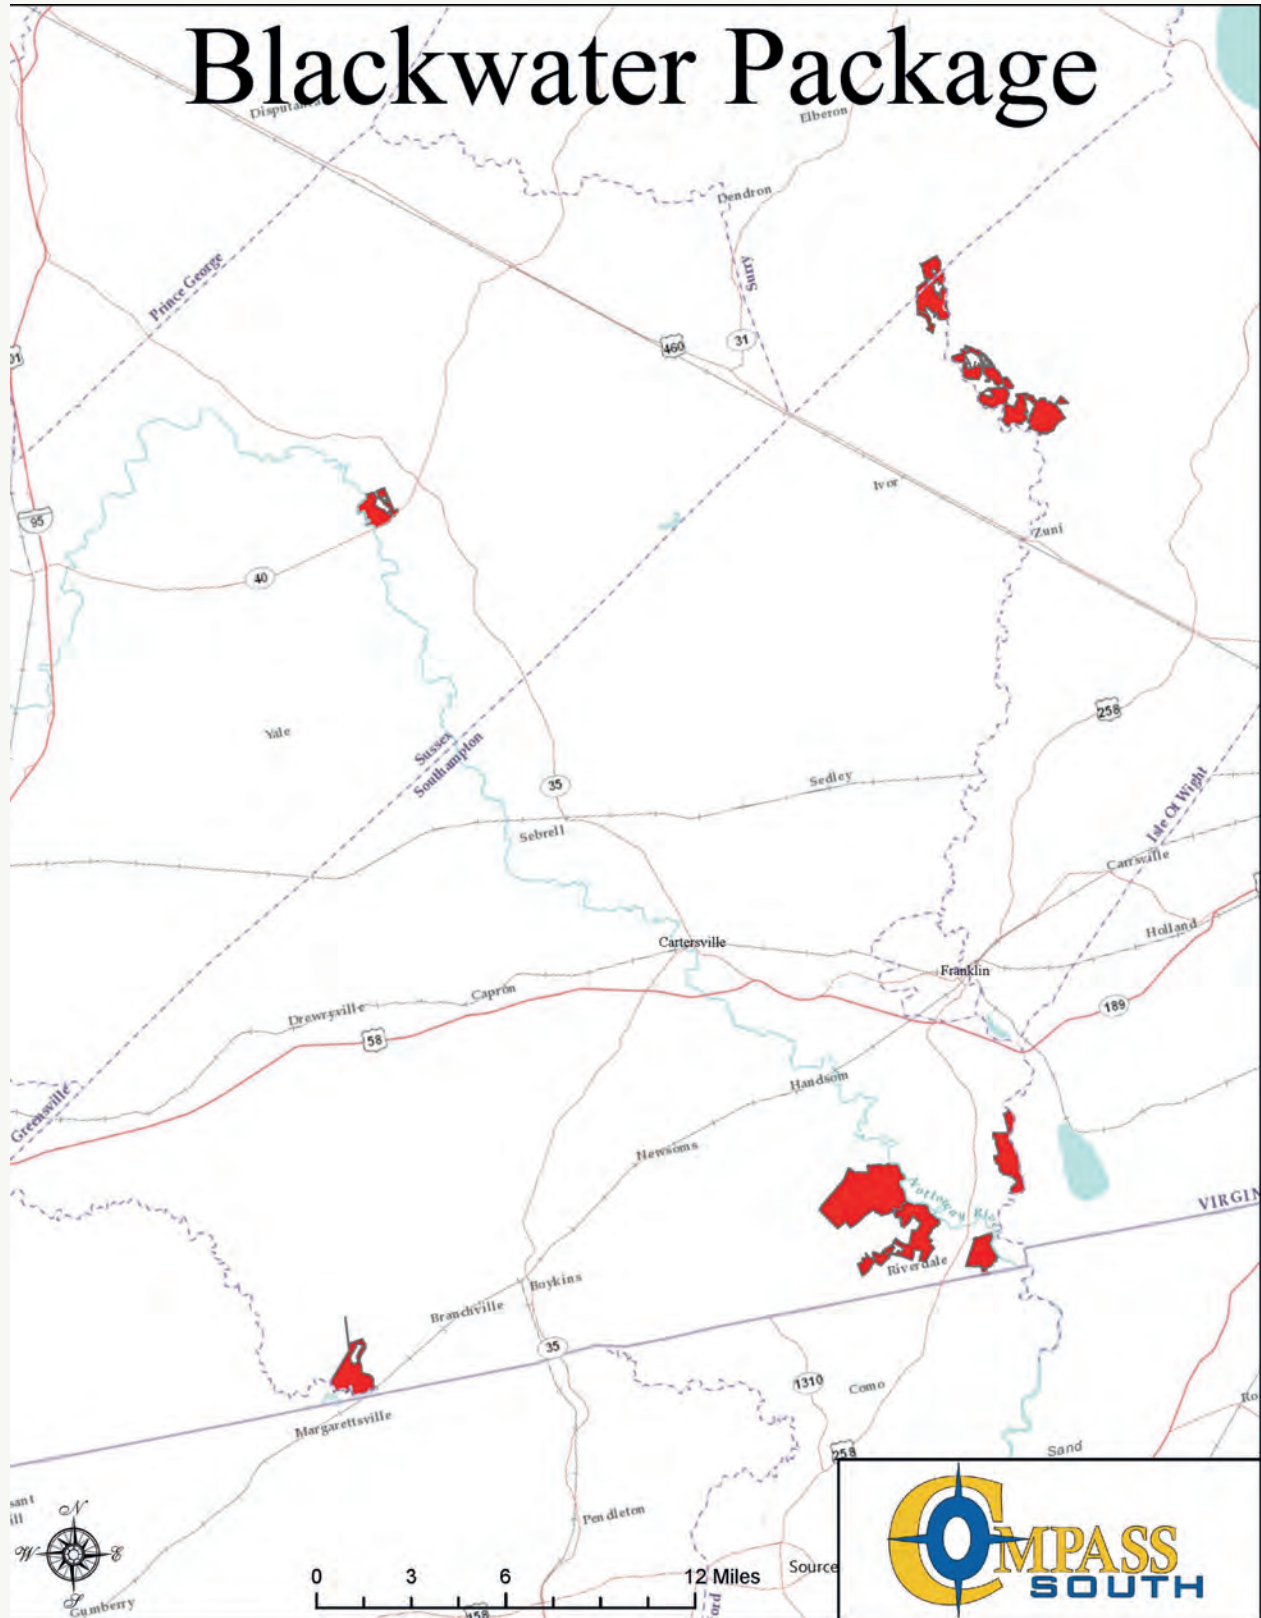 Blackwater Package
Elberon
Dendron
Prince George
Surry
460
31
Ivor
Zuni
95
40
258
Yale
Sussex
Southampton
35
Sedley
Sebrell
Isle Of Wight
Carrsville
Holland
Cartersville
Franklin
Capron
Drewryville
189
58
Handsom
Greensville
Newsoms
Nottoway
VIRGIN
Riverdale
Boykins
Branchville
35
1310
Como
Margarettsville
258
Sand
N
W
E
S
Pendleton
Gumberry
0 3 6 12 Miles
Source
COMPASS
SOUTH